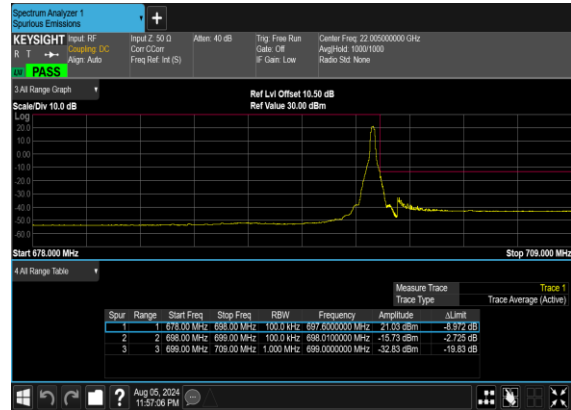 Spectrum Analyzer 1
Spurious Emissions
KEYSIGHT Input: RF Input Z: 50 Ω Atten: 40 dB Trig: Free Run Center Freq: 22.005000000 GHz
R T Coupling: DC Corr CCorr Gate: Off Avg|Hold: 1000/1000
Align: Auto Freq Ref: Int (S) IF Gain: Low Radio Std: None
LW PASS
3 All Range Graph
Ref Lvl Offset 10.50 dB
Scale/Div 10.0 dB Ref Value 30.00 dBm
Log
20.0
10.0
0.00
-10.0
-20.0
-30.0
-40.0
-50.0
-60.0
Start 678.000 MHz Stop 709.000 MHz
4 All Range Table
Measure Trace Trace 1
Trace Type Trace Average (Active)
Spur Range Start Freq Stop Freq RBW Frequency Amplitude ΔLimit
1 1 678.00 MHz 698.00 MHz 100.0 kHz 697.6000000 MHz 21.03 dBm -8.972 dB
2 2 698.00 MHz 699.00 MHz 100.0 kHz 698.0100000 MHz -15.73 dBm -2.725 dB
3 3 699.00 MHz 709.00 MHz 1.000 MHz 699.0000000 MHz -32.83 dBm -19.83 dB
? Aug 05, 2024
11:57:06 PM